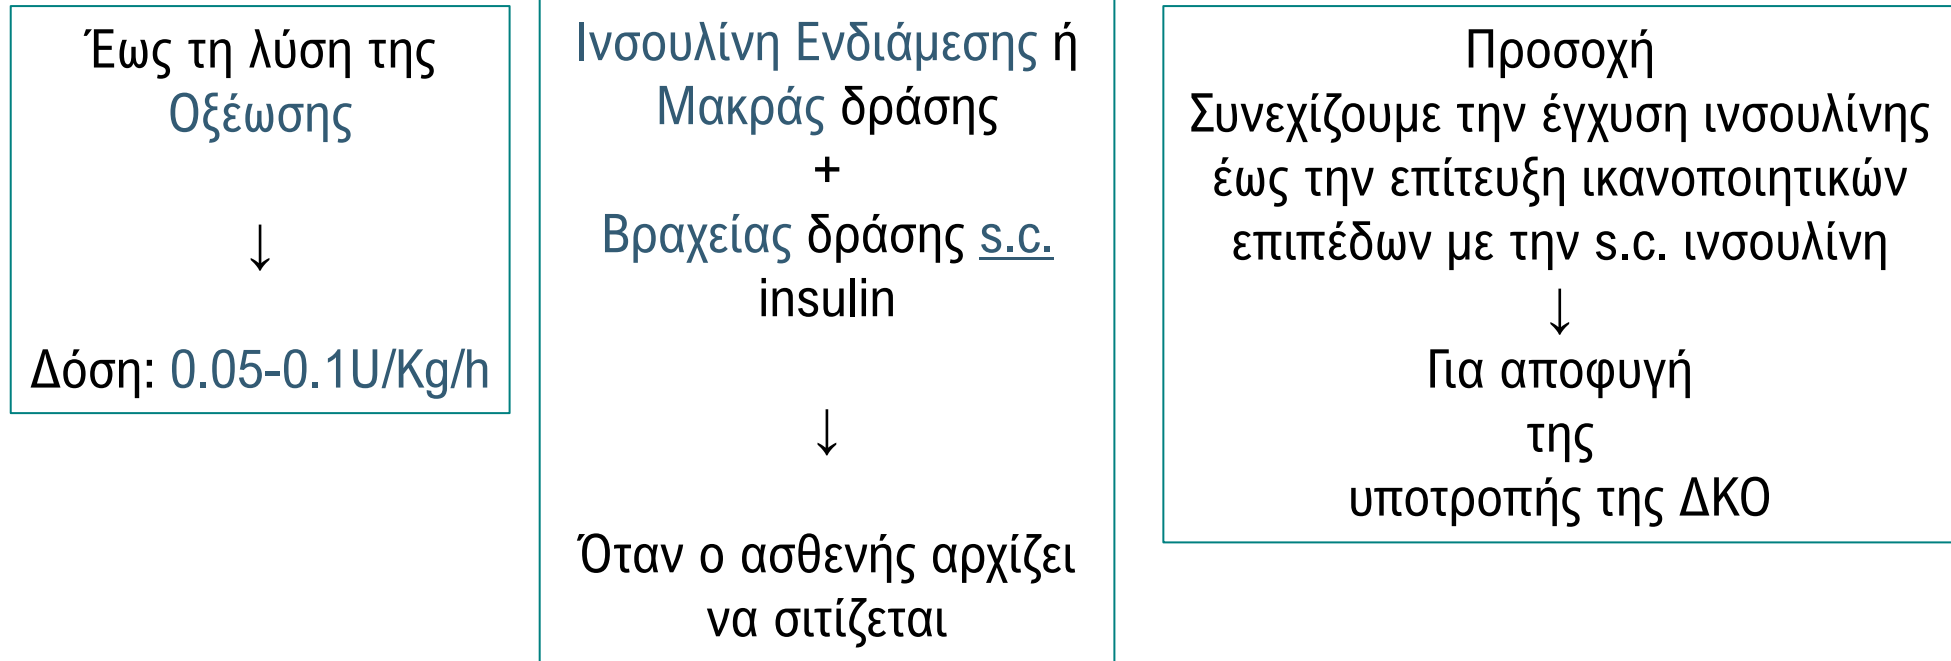 Έως τη λύση της
Οξέωσης
↓
Δόση: 0.05-0.1U/Kg/h
Ινσουλίνη Ενδιάμεσης ή
Μακράς δράσης
+
Βραχείας δράσης s.c.
insulin
↓
Όταν ο ασθενής αρχίζει
να σιτίζεται
Προσοχή
Συνεχίζουμε την έγχυση ινσουλίνης
έως την επίτευξη ικανοποιητικών
επιπέδων με την s.c. ινσουλίνη
↓
Για αποφυγή
της
υποτροπής της ΔΚΟ